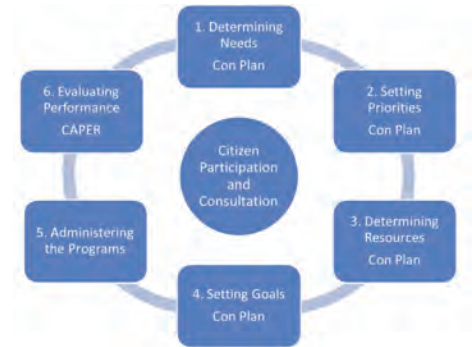 1. Determining
Needs
Con Plan
2. Setting
Priorities
Con Plan
3. Determining
Resources
Con Plan
4. Setting Goals
Con Plan
5. Administering
the Programs
6. Evaluating
Performance
CAPER
Citizen
Participation
and
Consultation